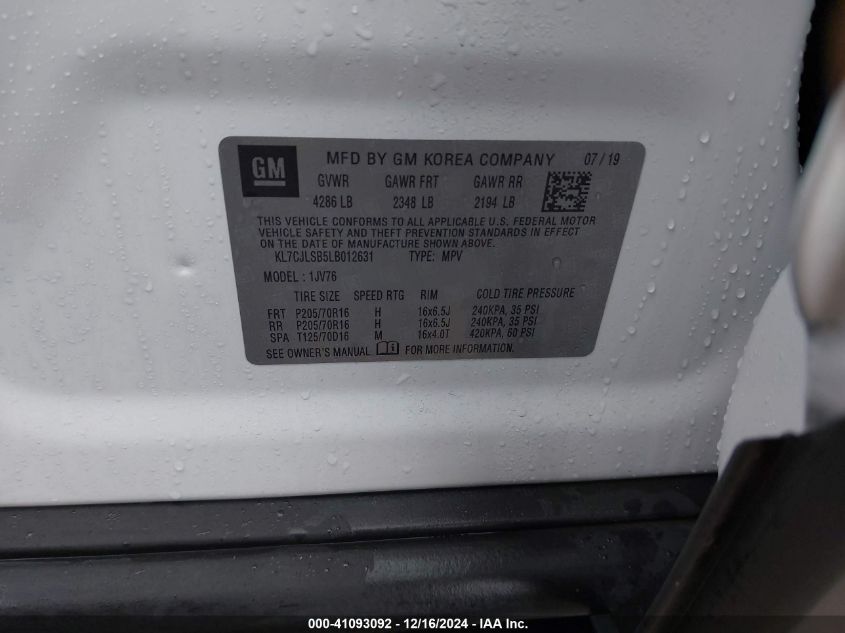 GM MFD BY GM KOREA COMPANY 07/19
GVWR GAWR FRT GAWR RR
4286 LB 2348 LB 2194 LB
THIS VEHICLE CONFORMS TO ALL APPLICABLE U.S. FEDERAL MOTOR
VEHICLE SAFETY AND THEFT PREVENTION STANDARDS IN EFFECT
ON THE DATE OF MANUFACTURE SHOWN ABOVE.
KL7CJLSB5LB012631 TYPE: MPV
MODEL : 1JV76
TIRE SIZE SPEED RTG RIM COLD TIRE PRESSURE
FRT P205/70R16 H 16x6.5J 240KPA, 35 PSI
RR P205/70R16 H 16x6.5J 240KPA, 35 PSI
SPA T125/70D16 M 16x4.0T 420KPA, 60 PSI
SEE OWNER'S MANUAL FOR MORE INFORMATION.
000-41093092 - 12/16/2024 - IAA Inc.